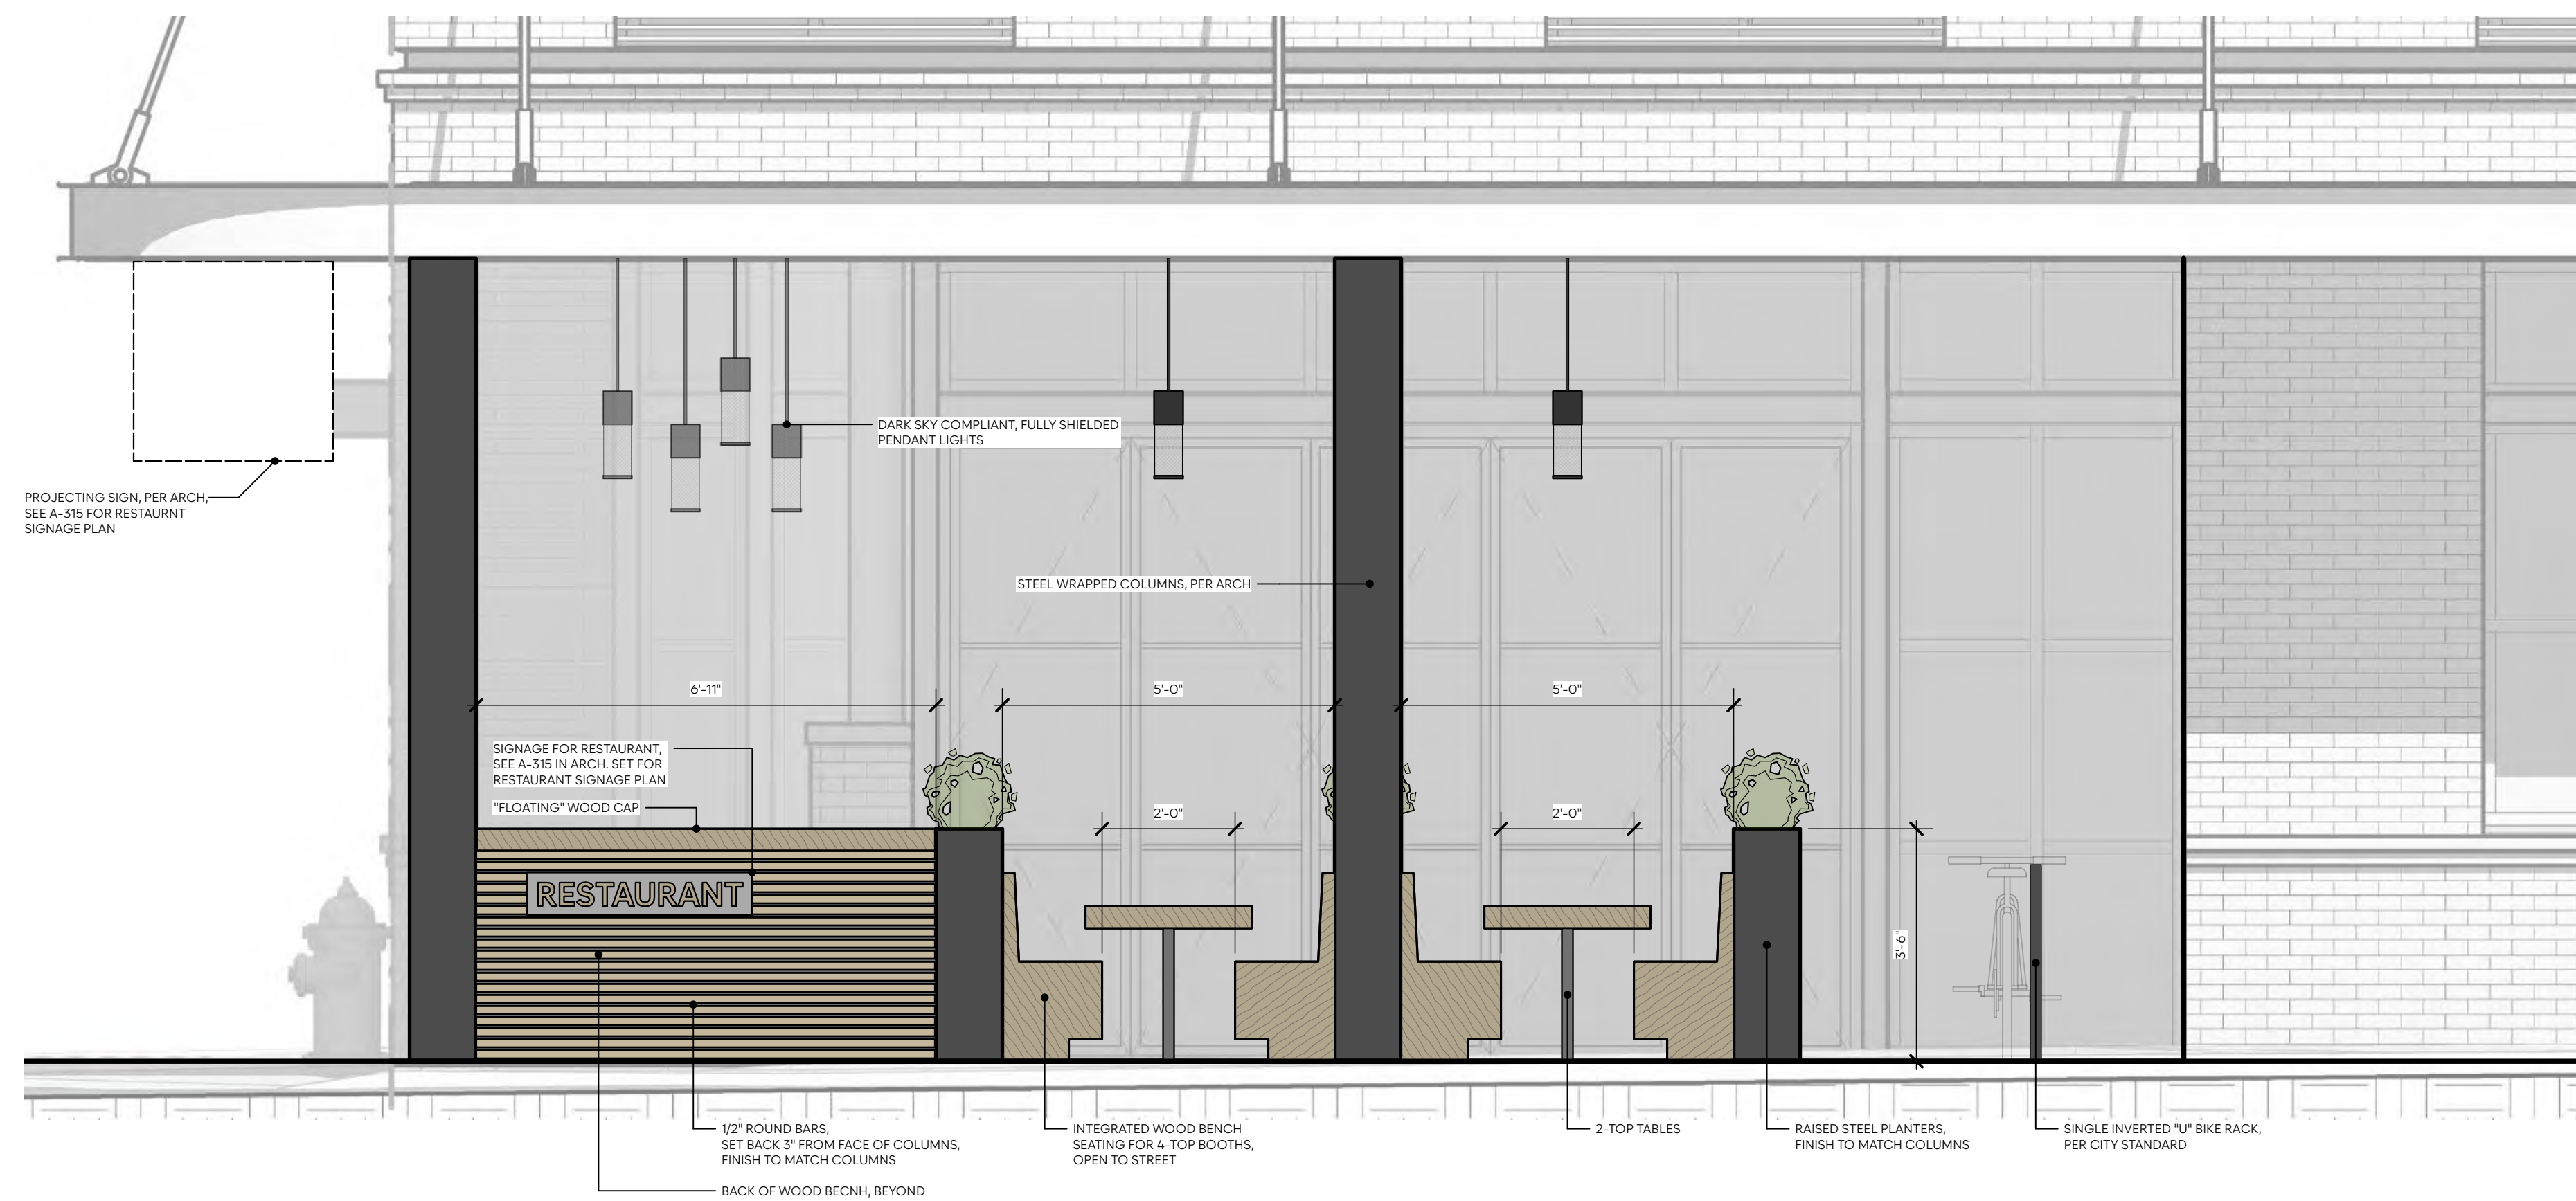 DARK SKY COMPLIANT, FULLY SHIELDED
PENDANT LIGHTS
PROJECTING SIGN, PER ARCH,
SEE A-315 FOR RESTAURNT
SIGNAGE PLAN
STEEL WRAPPED COLUMNS, PER ARCH
6'-11"
5'-0"
5'-0"
SIGNAGE FOR RESTAURANT,
SEE A-315 IN ARCH. SET FOR
RESTAURANT SIGNAGE PLAN
"FLOATING" WOOD CAP
2'-0"
2'-0"
RESTAURANT
3'-6"
1/2" ROUND BARS,
SET BACK 3" FROM FACE OF COLUMNS,
FINISH TO MATCH COLUMNS
BACK OF WOOD BECNH, BEYOND
INTEGRATED WOOD BENCH
SEATING FOR 4-TOP BOOTHS,
OPEN TO STREET
2-TOP TABLES
RAISED STEEL PLANTERS,
FINISH TO MATCH COLUMNS
SINGLE INVERTED "U" BIKE RACK,
PER CITY STANDARD